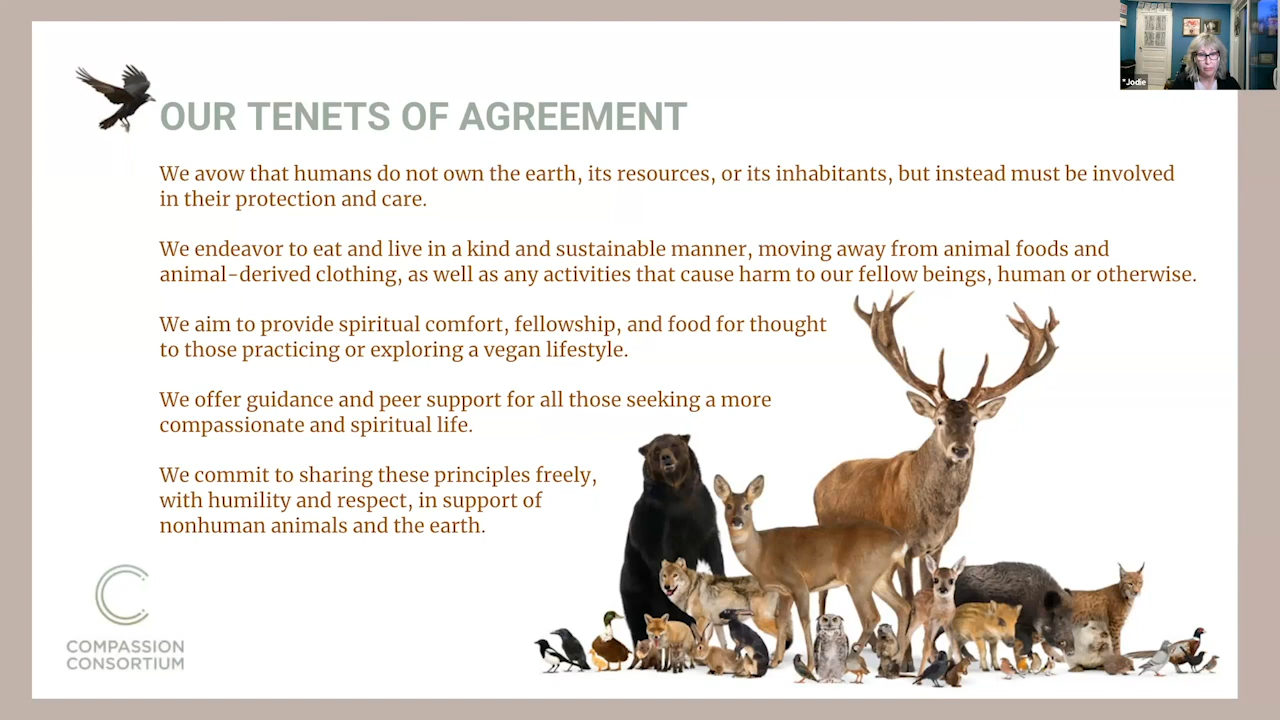 *Jodie
OUR TENETS OF AGREEMENT
We avow that humans do not own the earth, its resources, or its inhabitants, but instead must be involved
in their protection and care.
We endeavor to eat and live in a kind and sustainable manner, moving away from animal foods and
animal-derived clothing, as well as any activities that cause harm to our fellow beings, human or otherwise.
We aim to provide spiritual comfort, fellowship, and food for thought
to those practicing or exploring a vegan lifestyle.
We offer guidance and peer support for all those seeking a more
compassionate and spiritual life.
We commit to sharing these principles freely,
with humility and respect, in support of
nonhuman animals and the earth.
COMPASSION
CONSORTIUM